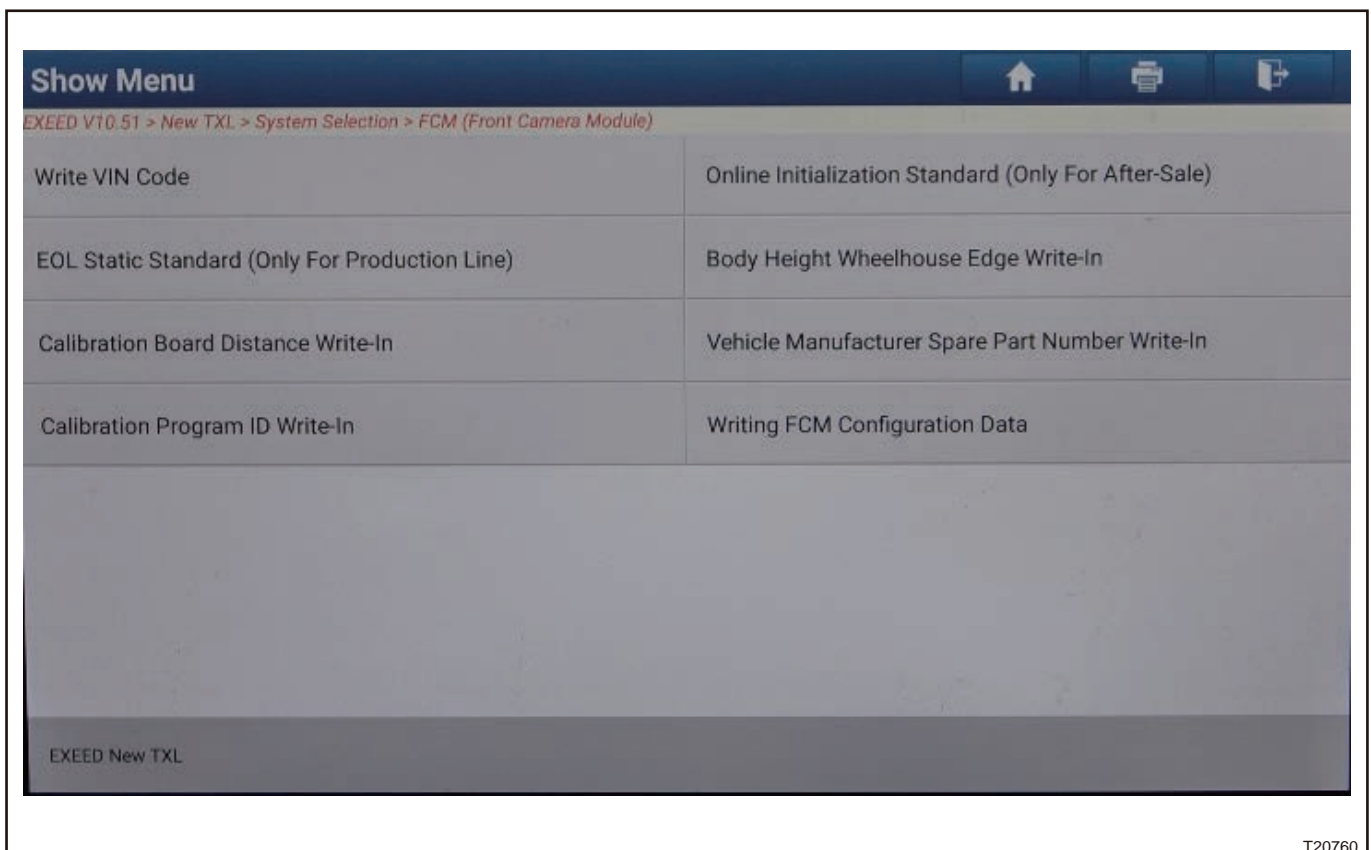 Show Menu
EXEED V10.51 > New TXL > System Selection > FCM (Front Camera Module)
Write VIN Code
Online Initialization Standard (Only For After-Sale)
EOL Static Standard (Only For Production Line)
Body Height Wheelhouse Edge Write-In
Calibration Board Distance Write-In
Vehicle Manufacturer Spare Part Number Write-In
Calibration Program ID Write-In
Writing FCM Configuration Data
EXEED New TXL
T20760